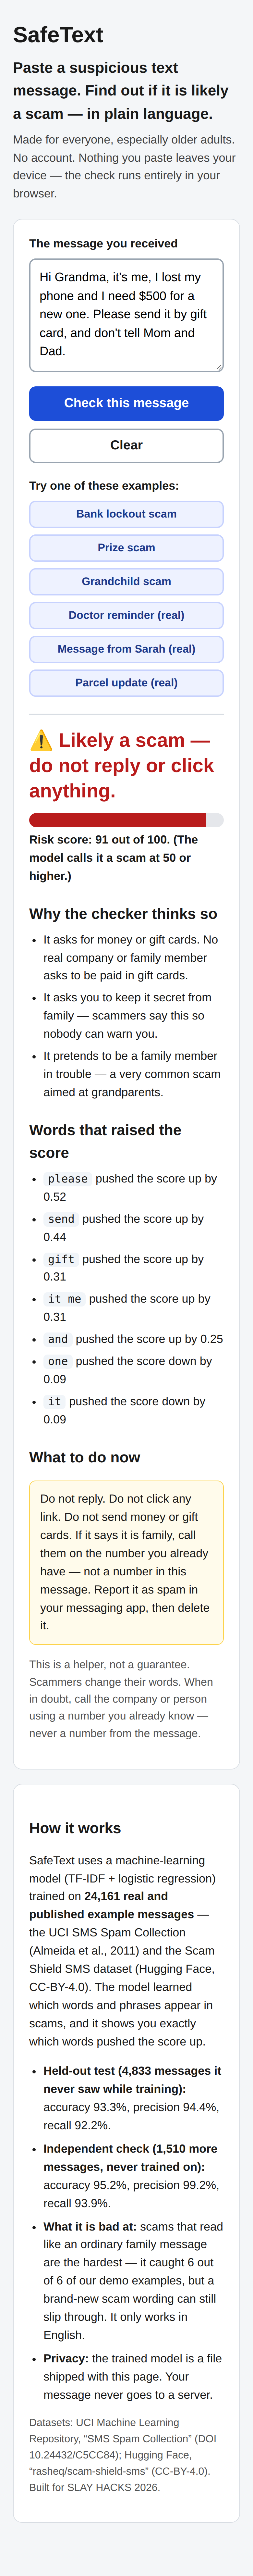 SafeText
Paste a suspicious text
message. Find out if it is likely
a scam — in plain language.
Made for everyone, especially older adults.
No account. Nothing you paste leaves your
device — the check runs entirely in your
browser.
The message you received
Hi Grandma, it's me, I lost my
phone and I need $500 for a
new one. Please send it by gift
card, and don't tell Mom and
Dad.
Check this message
Clear
Try one of these examples:
Bank lockout scam
Prize scam
Grandchild scam
Doctor reminder (real)
Message from Sarah (real)
Parcel update (real)
⚠️ Likely a scam —
do not reply or click
anything.
Risk score: 91 out of 100. (The
model calls it a scam at 50 or
higher.)
Why the checker thinks so
• It asks for money or gift cards. No
real company or family member
asks to be paid in gift cards.
• It asks you to keep it secret from
family — scammers say this so
nobody can warn you.
• It pretends to be a family member
in trouble — a very common scam
aimed at grandparents.
Words that raised the
score
• please pushed the score up by
0.52
• send pushed the score up by
0.44
• gift pushed the score up by
0.31
• it me pushed the score up by
0.31
• and pushed the score up by 0.25
• one pushed the score down by
0.09
• it pushed the score down by
0.09
What to do now
Do not reply. Do not click any
link. Do not send money or gift
cards. If it says it is family, call
them on the number you already
have — not a number in this
message. Report it as spam in
your messaging app, then delete
it.
This is a helper, not a guarantee.
Scammers change their words. When
in doubt, call the company or person
using a number you already know —
never a number from the message.
How it works
SafeText uses a machine-learning
model (TF-IDF + logistic regression)
trained on 24,161 real and
published example messages —
the UCI SMS Spam Collection
(Almeida et al., 2011) and the Scam
Shield SMS dataset (Hugging Face,
CC-BY-4.0). The model learned
which words and phrases appear in
scams, and it shows you exactly
which words pushed the score up.
• Held-out test (4,833 messages it
never saw while training):
accuracy 93.3%, precision 94.4%,
recall 92.2%.
• Independent check (1,510 more
messages, never trained on):
accuracy 95.2%, precision 99.2%,
recall 93.9%.
• What it is bad at: scams that read
like an ordinary family message
are the hardest — it caught 6 out
of 6 of our demo examples, but a
brand-new scam wording can still
slip through. It only works in
English.
• Privacy: the trained model is a file
shipped with this page. Your
message never goes to a server.
Datasets: UCI Machine Learning
Repository, “SMS Spam Collection” (DOI
10.24432/C5CC84); Hugging Face,
“rasheq/scam-shield-sms” (CC-BY-4.0).
Built for SLAY HACKS 2026.